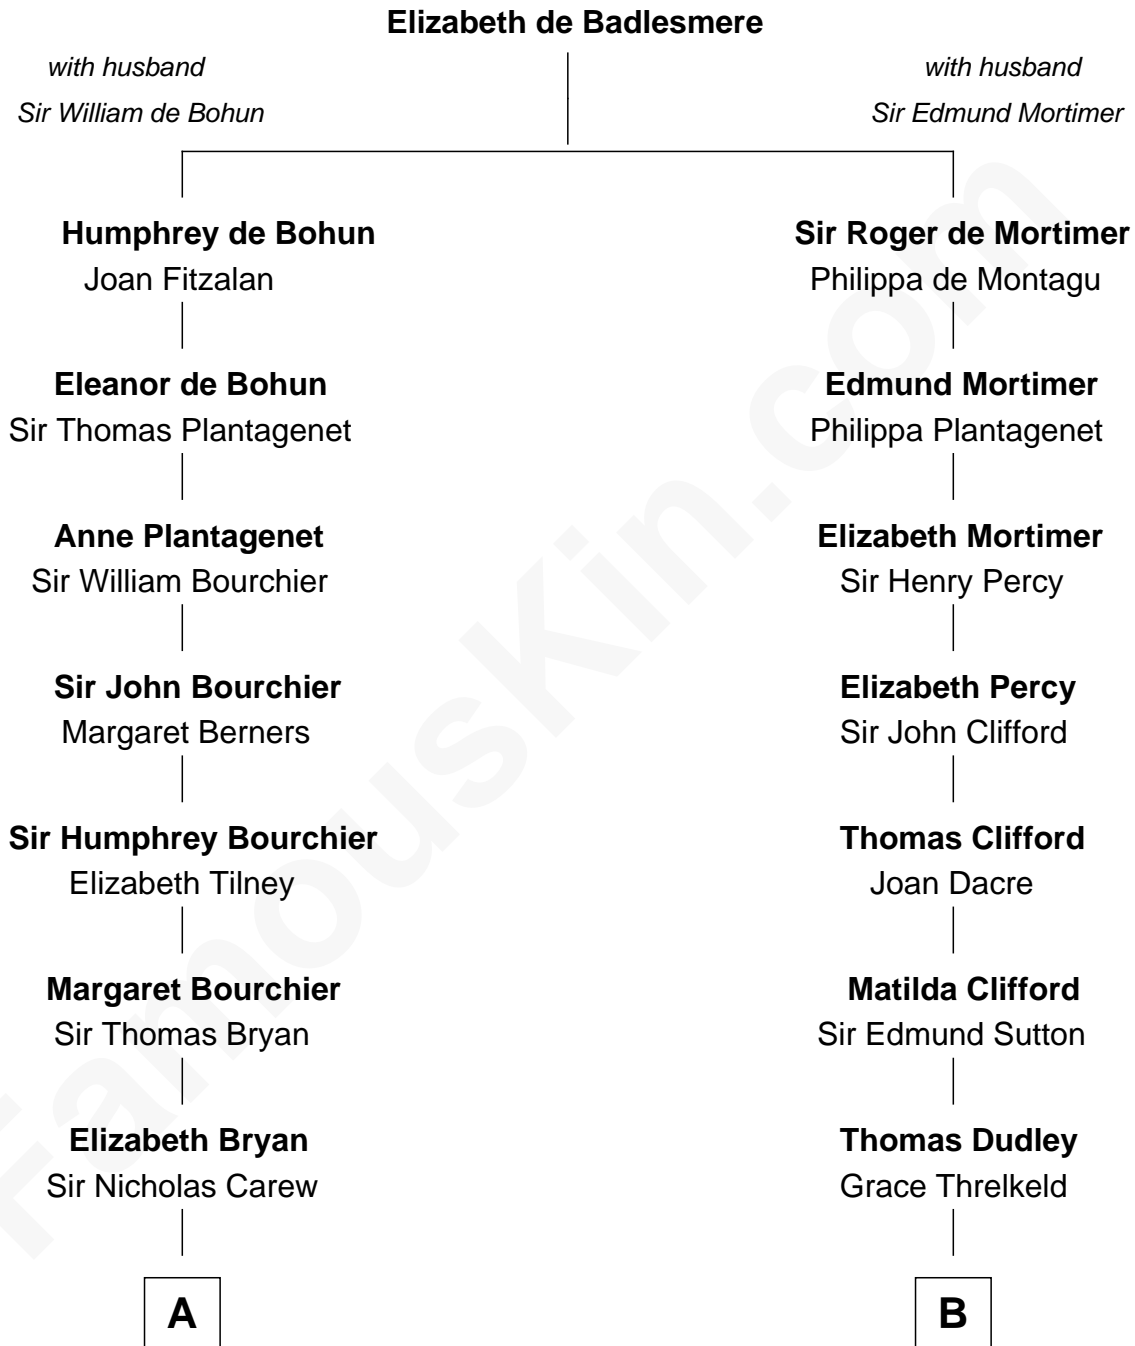 Elizabeth de Badlesmere
with husband
Sir William de Bohun
with husband
Sir Edmund Mortimer
Humphrey de Bohun
Joan Fitzalan
Eleanor de Bohun
Sir Thomas Plantagenet
Anne Plantagenet
Sir William Bourchier
Sir John Bourchier
Margaret Berners
Sir Humphrey Bourchier
Elizabeth Tilney
Margaret Bourchier
Sir Thomas Bryan
Elizabeth Bryan
Sir Nicholas Carew
A
Sir Roger de Mortimer
Philippa de Montagu
Edmund Mortimer
Philippa Plantagenet
Elizabeth Mortimer
Sir Henry Percy
Elizabeth Percy
Sir John Clifford
Thomas Clifford
Joan Dacre
Matilda Clifford
Sir Edmund Sutton
Thomas Dudley
Grace Threlkeld
B
FamousKin.com